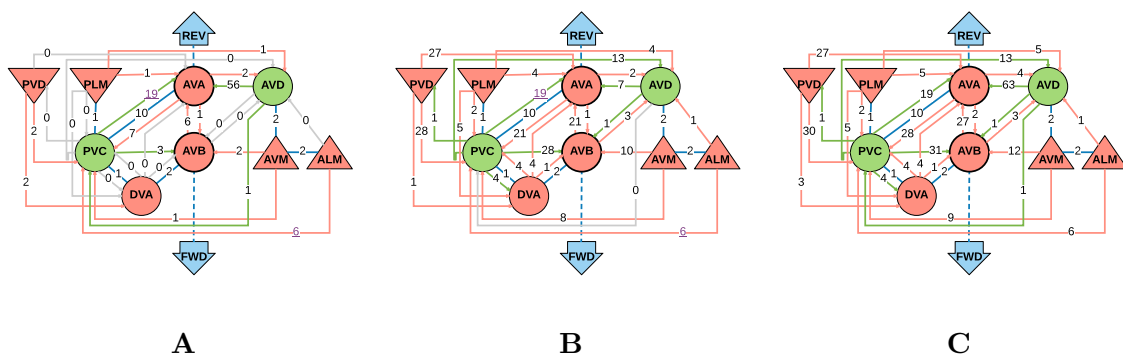 REV
0 1
0
1 2
PVD PLM AVA AVD
19 56
0 0 10
0 1 6 1 0 2 0
2 0 7 0 2
PVC 3 AVB 2 AVM 2 ALM
0
0 1 2
2 DVA 1
1
6
FWD
A
REV
27 4
13
4 2
PVD PLM AVA AVD
19 7
1 10
1 21 1 3
28 5 21 1 2 1
PVC 28 AVB 10 AVM 2 ALM
4 1
4 1 2
1 DVA 0
8
6
FWD
B
REV
27 5
13
5 4
PVD PLM AVA AVD
19 63
1 10
1 27 2 3
30 5 28 1 2 1
PVC 31 AVB 12 AVM 2 ALM
4
4 1 2
3 DVA 1
9
6
FWD
C